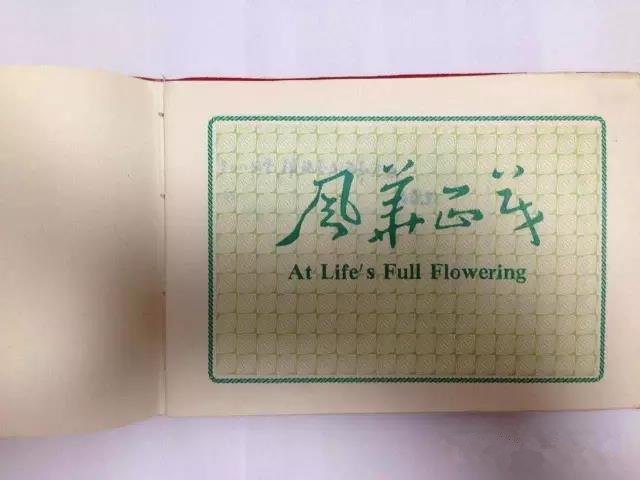 風華正茂
At Life's Full Flowering